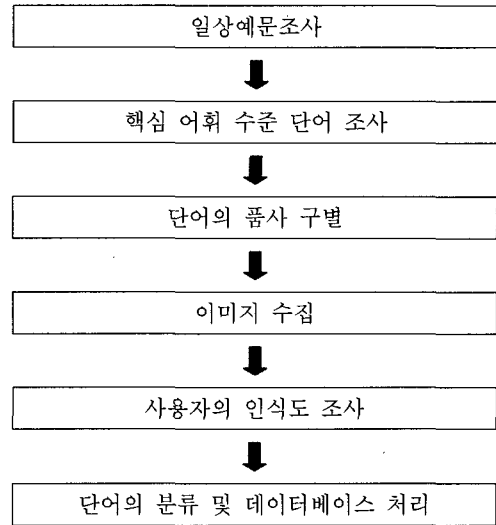 일상예문조사
핵심 어휘 수준 단어 조사
단어의 품사 구별
이미지 수집
사용자의 인식도 조사
단어의 분류 및 데이터베이스 처리